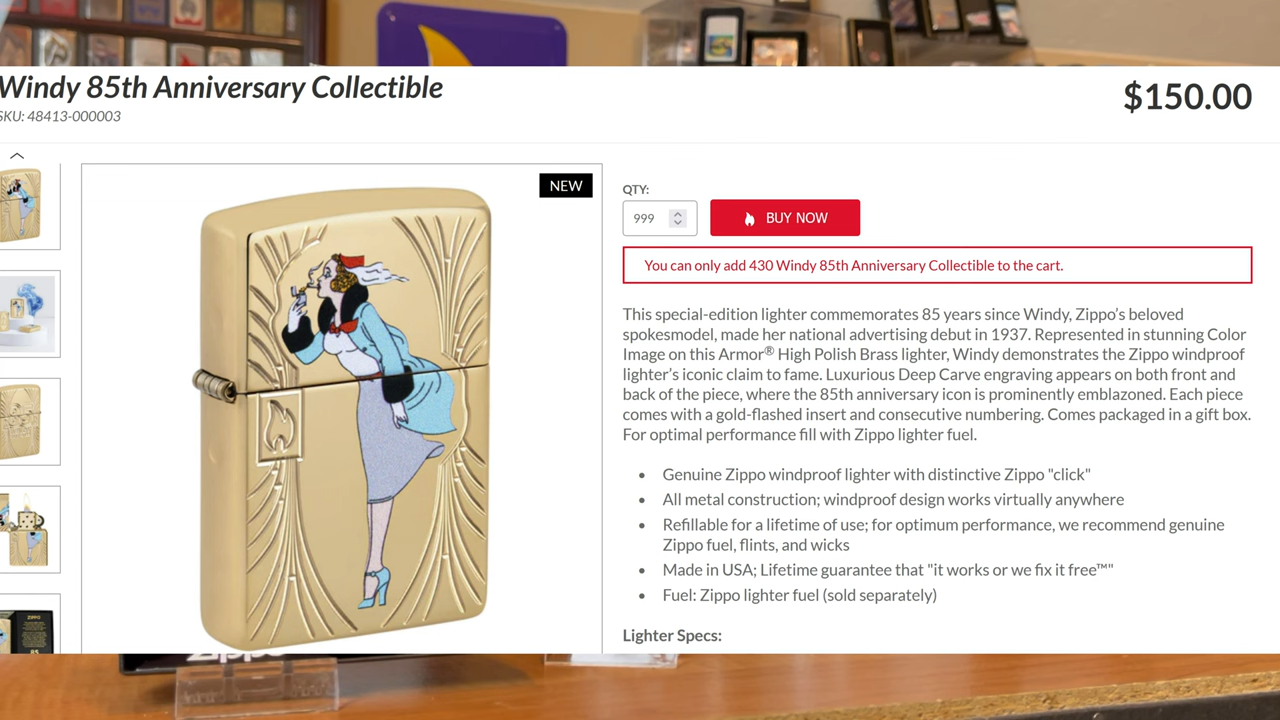 Windy 85th Anniversary Collectible
$150.00
SKU: 48413-000003
NEW
QTY:
999
BUY NOW
You can only add 430 Windy 85th Anniversary Collectible to the cart.
This special-edition lighter commemorates 85 years since Windy, Zippo's beloved
spokesmodel, made her national advertising debut in 1937. Represented in stunning Color
Image on this Armor® High Polish Brass lighter, Windy demonstrates the Zippo windproof
lighter's iconic claim to fame. Luxurious Deep Carve engraving appears on both front and
back of the piece, where the 85th anniversary icon is prominently emblazoned. Each piece
comes with a gold-flashed insert and consecutive numbering. Comes packaged in a gift box.
For optimal performance fill with Zippo lighter fuel.
• Genuine Zippo windproof lighter with distinctive Zippo "click"
• All metal construction; windproof design works virtually anywhere
• Refillable for a lifetime of use; for optimum performance, we recommend genuine
Zippo fuel, flints, and wicks
• Made in USA; Lifetime guarantee that "it works or we fix it free™"
• Fuel: Zippo lighter fuel (sold separately)
Lighter Specs:
ZIPPO
85
Zippo